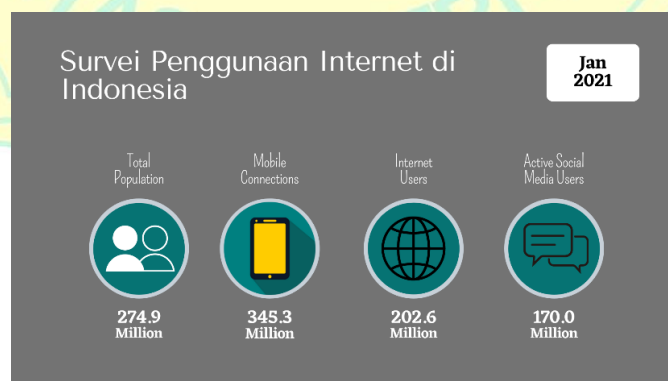 Survei Penggunaan Internet di
Indonesia
Jan
2021
Total
Population
Mobile
Connections
Internet
Users
Active Social
Media Users
274.9
Million
345.3
Million
202.6
Million
170.0
Million